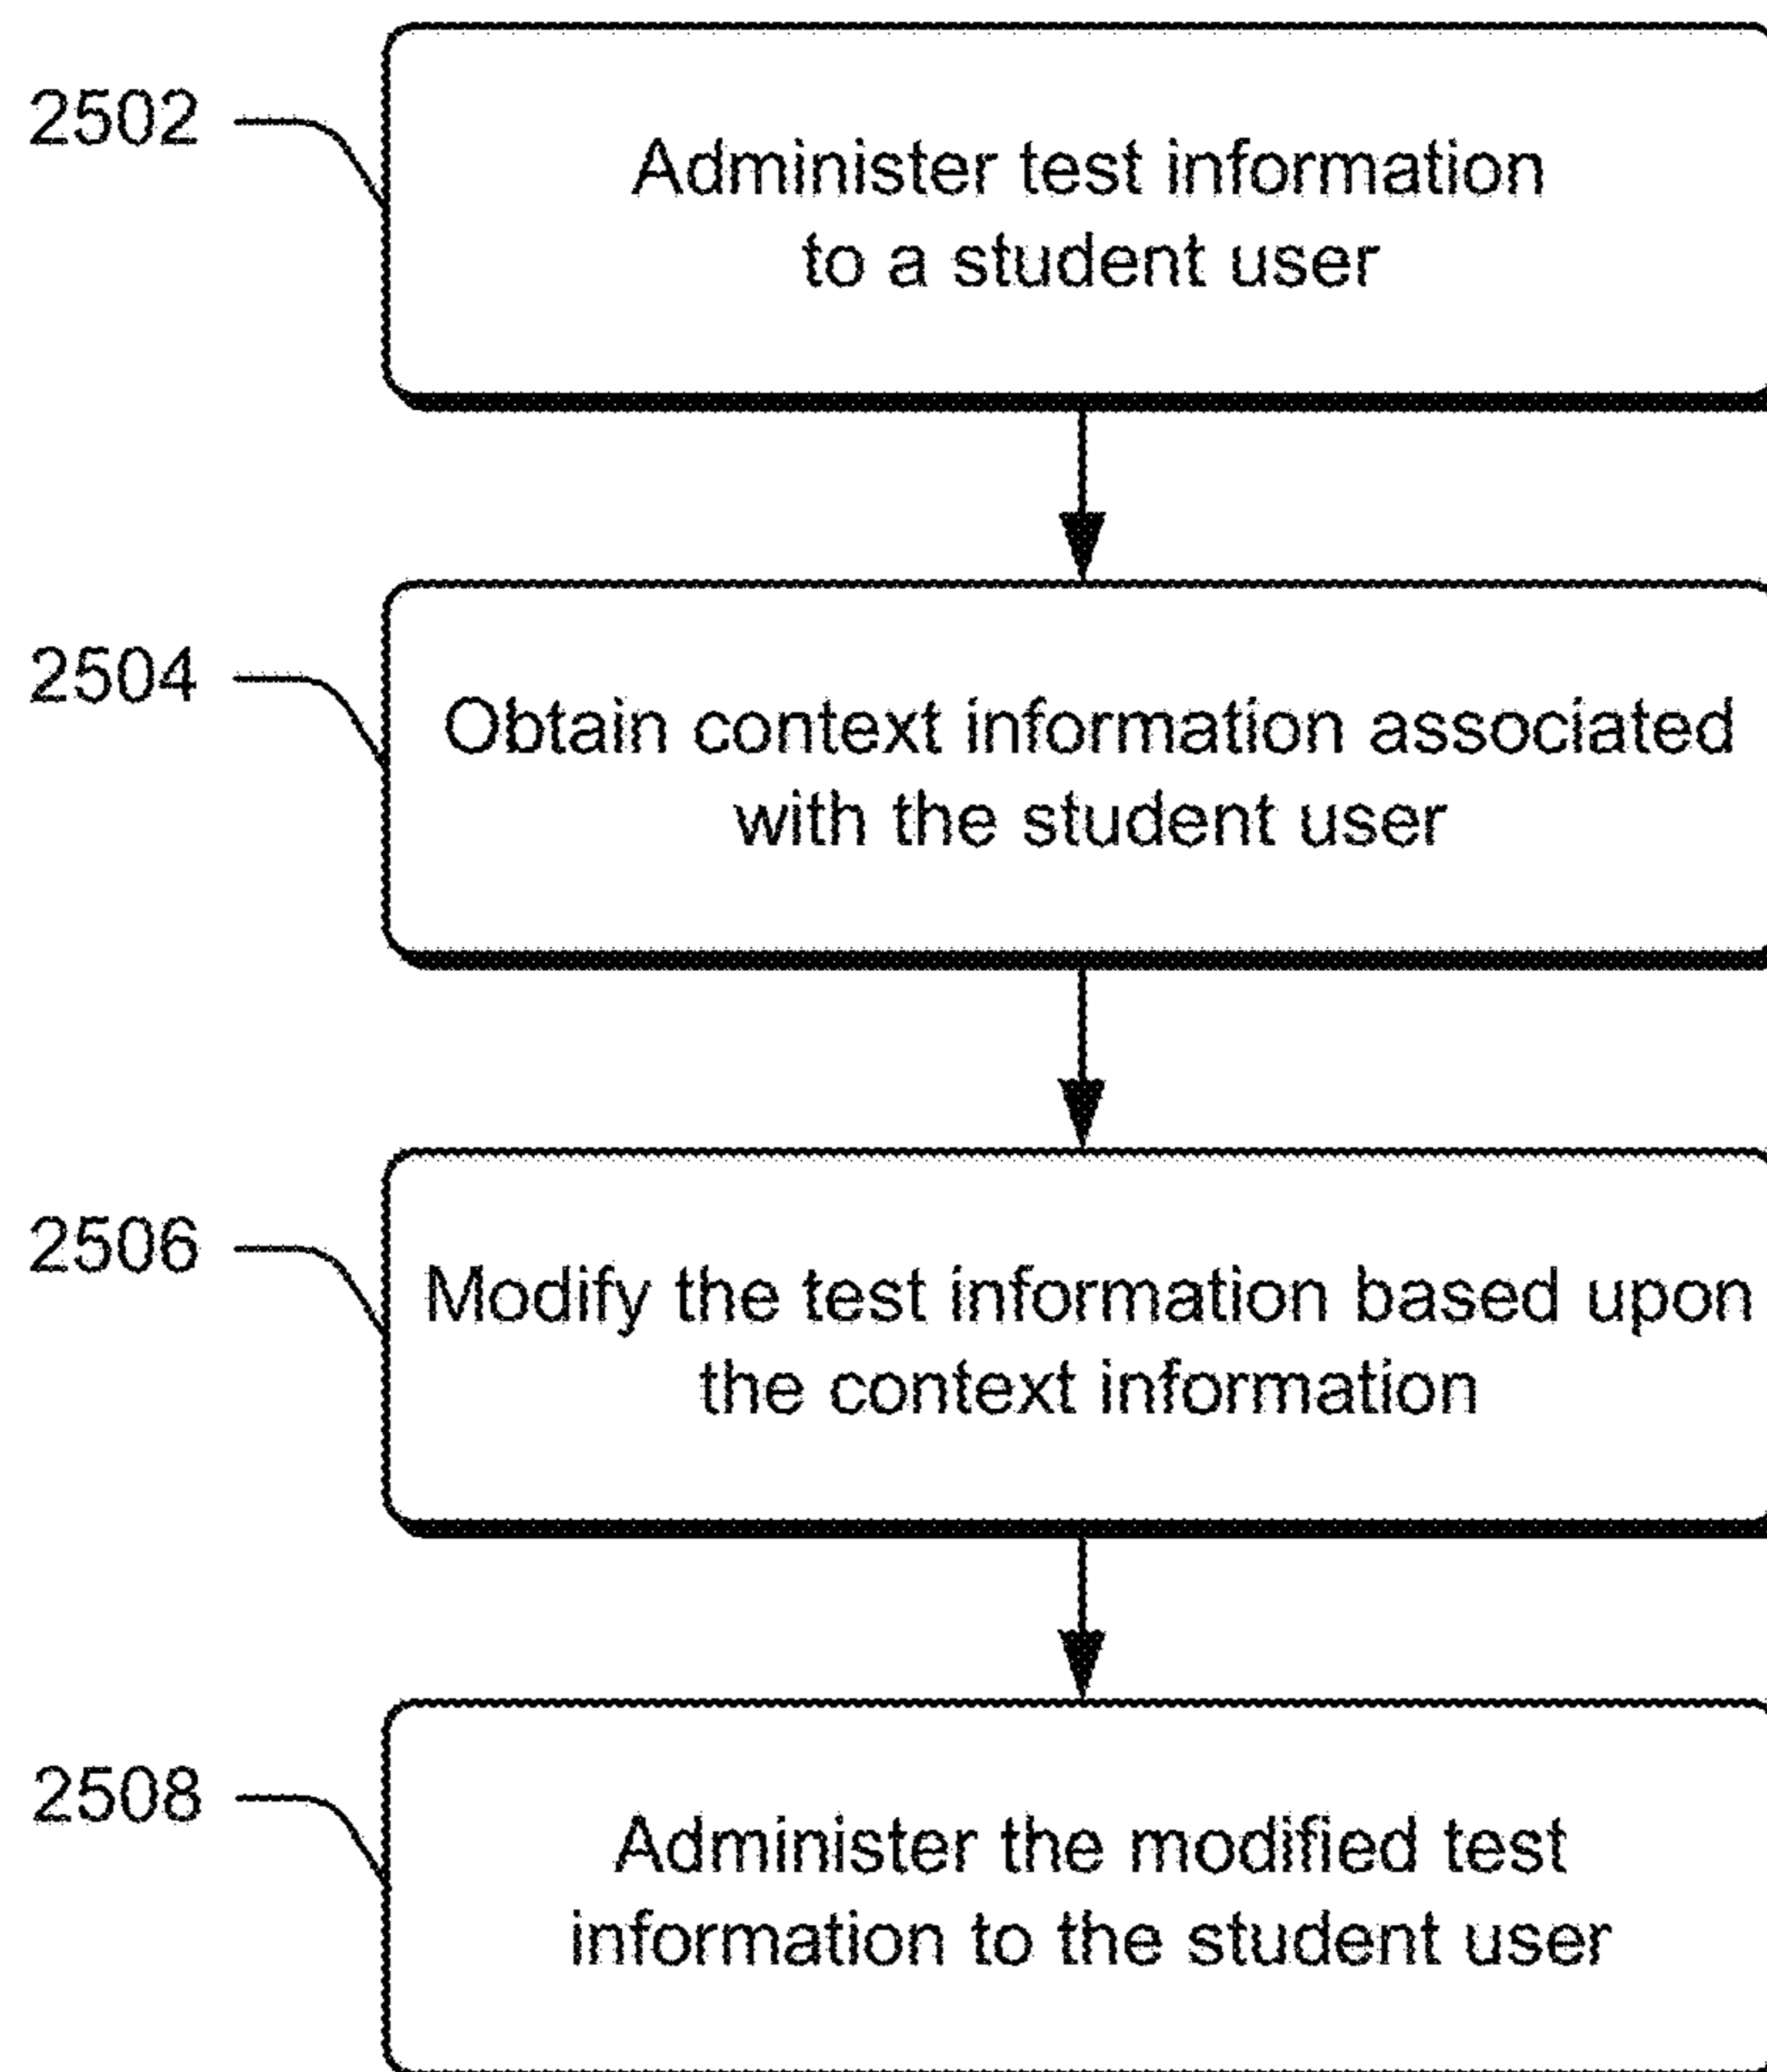 2502
Administer test information
to a student user
2504
Obtain context information associated
with the student user
2506
Modify the test information based upon
the context information
2508
Administer the modified test
information to the student user